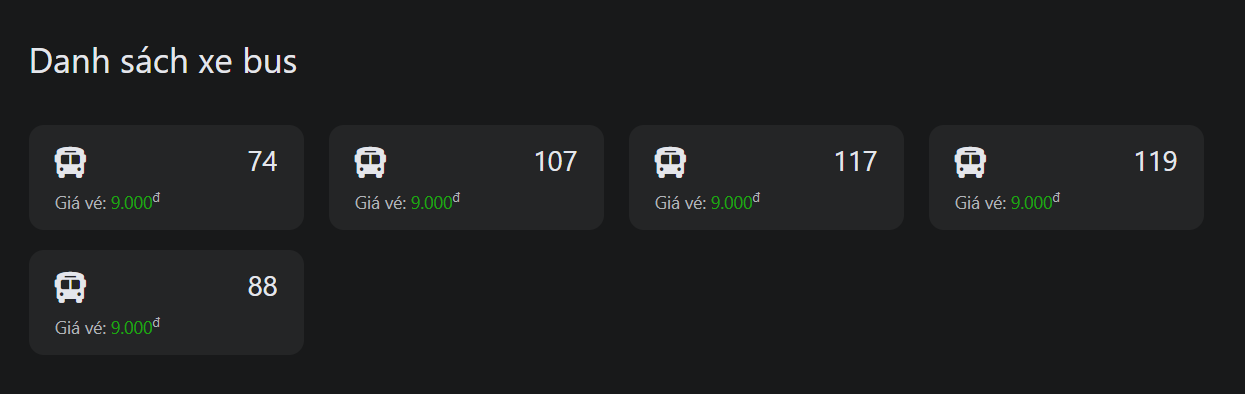 Danh sách xe bus
74
Giá vé: 9.000đ
107
Giá vé: 9.000đ
117
Giá vé: 9.000đ
119
Giá vé: 9.000đ
88
Giá vé: 9.000đ